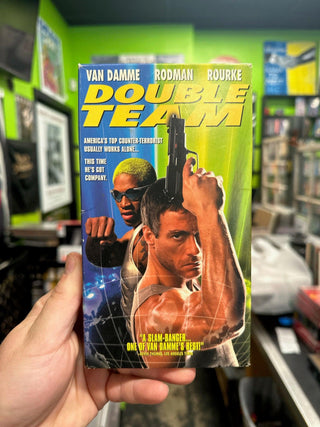 VAN DAMME RODMAN ROURKE
DOUBLE
TEAM
AMERICA'S TOP COUNTER-TERRORIST
USUALLY WORKS ALONE...
THIS TIME
HE'S GOT
COMPANY.
"A SLAM-BANGER...
ONE OF VAN DAMME'S BEST!"